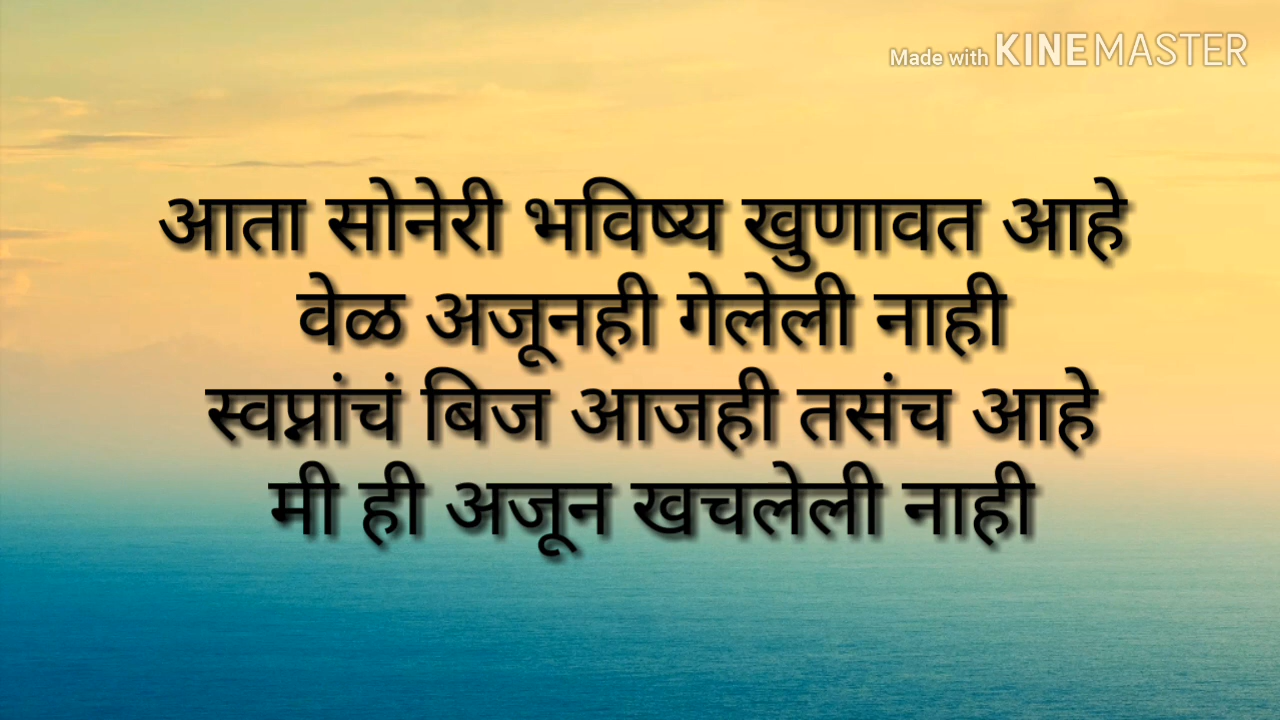 Made with KINEMASTER
आता सोनेरी भविष्य खुणावत आहे
वेळ अजूनही गेलेली नाही
स्वप्नांचं बिज आजही तसंच आहे
मी ही अजून खचलेली नाही